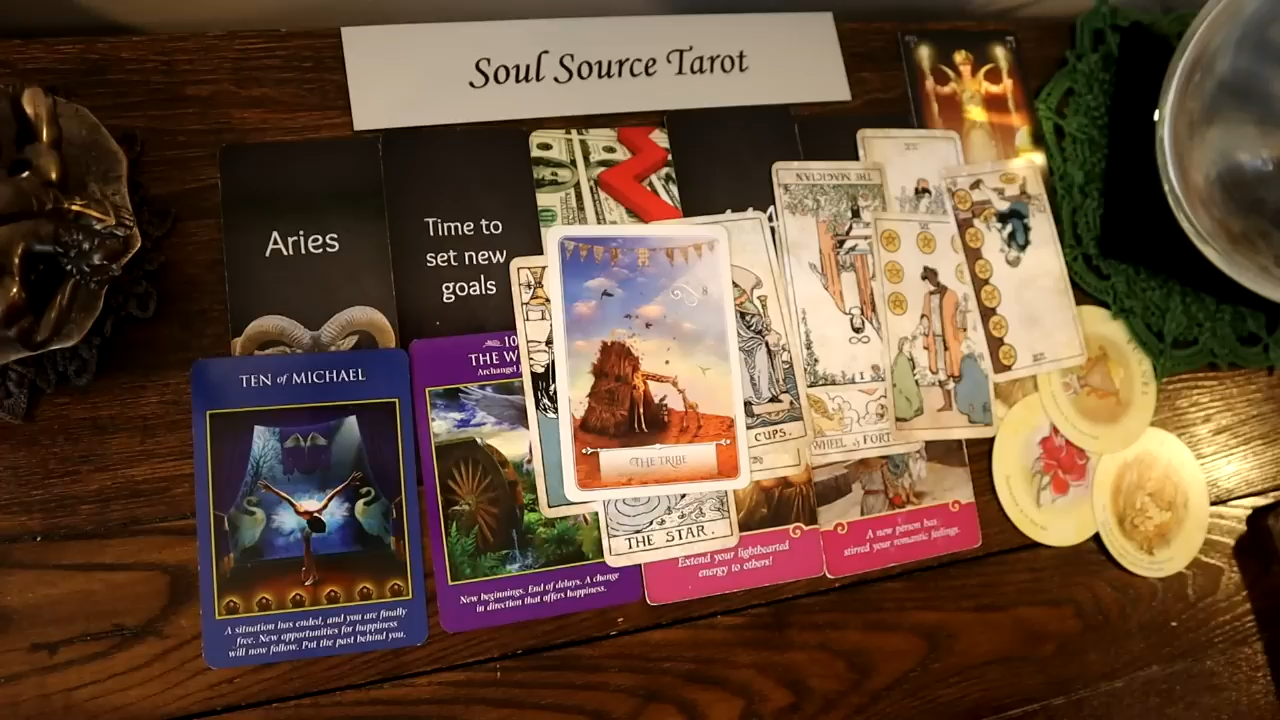 Soul Source Tarot
Aries
Time to
set new
goals
THE MAGICIAN
VI
TEN of MICHAEL
10
THE W
Archangel
8
THE TRIBE
CUPS.
I
WHEEL of FORT
THE STAR.
A situation has ended, and you are finally
free. New opportunities for happiness
will now follow. Put the past behind you.
New beginnings. End of delays. A change
in direction that offers happiness.
Extend your lighthearted
energy to others!
A new person has
stirred your romantic feelings.